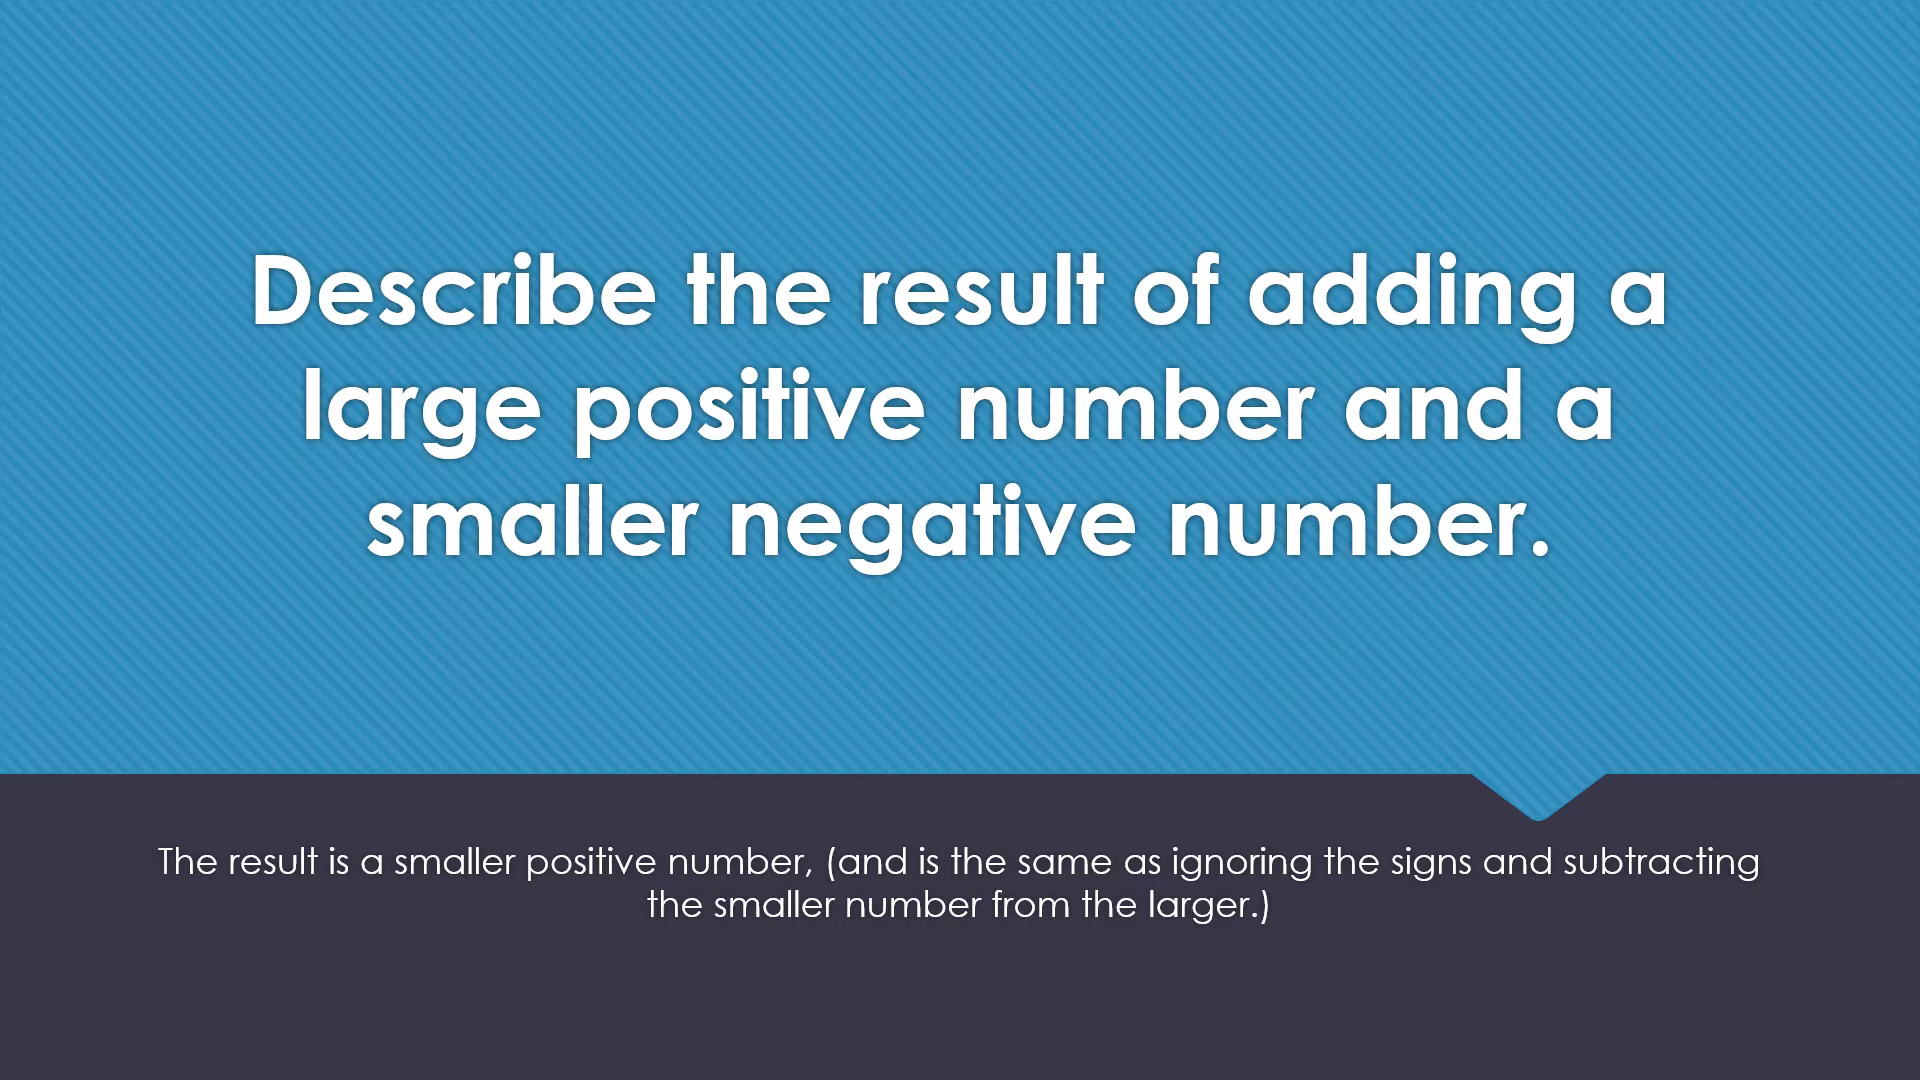 Describe the result of adding a
large positive number and a
smaller negative number.
The result is a smaller positive number, (and is the same as ignoring the signs and subtracting
the smaller number from the larger.)